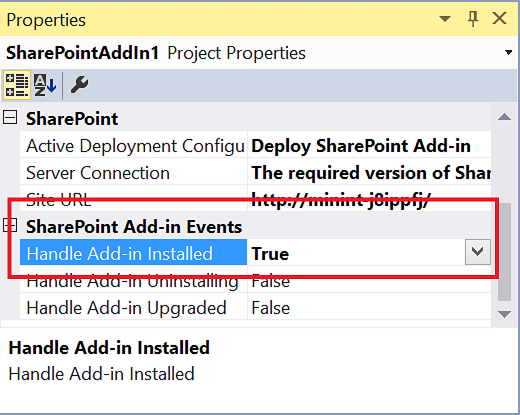 Properties
SharePointAddIn1 Project Properties
SharePoint
Active Deployment Configu Deploy SharePoint Add-in
Server Connection The required version of Shar
Site URL http://minint-j8ippfj/
SharePoint Add-in Events
Handle Add-in Installed True
Handle Add-in Uninstalling False
Handle Add-in Upgraded False
Handle Add-in Installed
Handle Add-in Installed